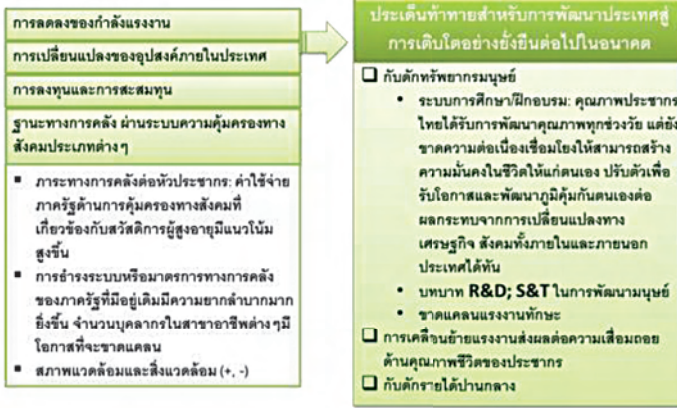 การลดลงของกำลังแรงงาน
การเปลี่ยนแปลงของอุปสงค์ภายในประเทศ
การลงทุนและการสะสมทุน
ฐานะทางการคลัง ผ่านระบบความคุ้มครองทาง
สังคมประเภทต่าง ๆ
▪ ภาระทางการคลังต่อหัวประชากร: ค่าใช้จ่าย
ภาครัฐด้านการคุ้มครองทางสังคมที่
เกี่ยวข้องกับสวัสดิการผู้สูงอายุมีแนวโน้ม
สูงขึ้น
▪ การธำรงระบบหรือมาตรการทางการคลัง
ของภาครัฐที่มีอยู่เดิมมีความยากลำบากมาก
ยิ่งขึ้น จำนวนบุคลากรในสาขาอาชีพต่างๆมี
โอกาสที่จะขาดแคลน
▪ สภาพแวดล้อมและสิ่งแวดล้อม (+, -)
ประเด็นท้าทายสำหรับการพัฒนาประเทศสู่
การเติบโตอย่างยั่งยืนต่อไปในอนาคต
❑ กับดักทรัพยากรมนุษย์
• ระบบการศึกษา/ฝึกอบรม: คุณภาพประชากร
ไทยได้รับการพัฒนาคุณภาพทุกช่วงวัย แต่ยัง
ขาดความต่อเนื่องเชื่อมโยงให้สามารถสร้าง
ความมั่นคงในชีวิตให้แก่ตนเอง ปรับตัวเพื่อ
รับโอกาสและพัฒนาภูมิคุ้มกันตนเองต่อ
ผลกระทบจากการเปลี่ยนแปลงทาง
เศรษฐกิจ สังคมทั้งภายในและภายนอก
ประเทศได้ทัน
• บทบาท R&D; S&T ในการพัฒนามนุษย์
• ขาดแคลนแรงงานทักษะ
❑ การเคลื่อนย้ายแรงงานส่งผลต่อความเสื่อมถอย
ด้านคุณภาพชีวิตของประชากร
❑ กับดักรายได้ปานกลาง